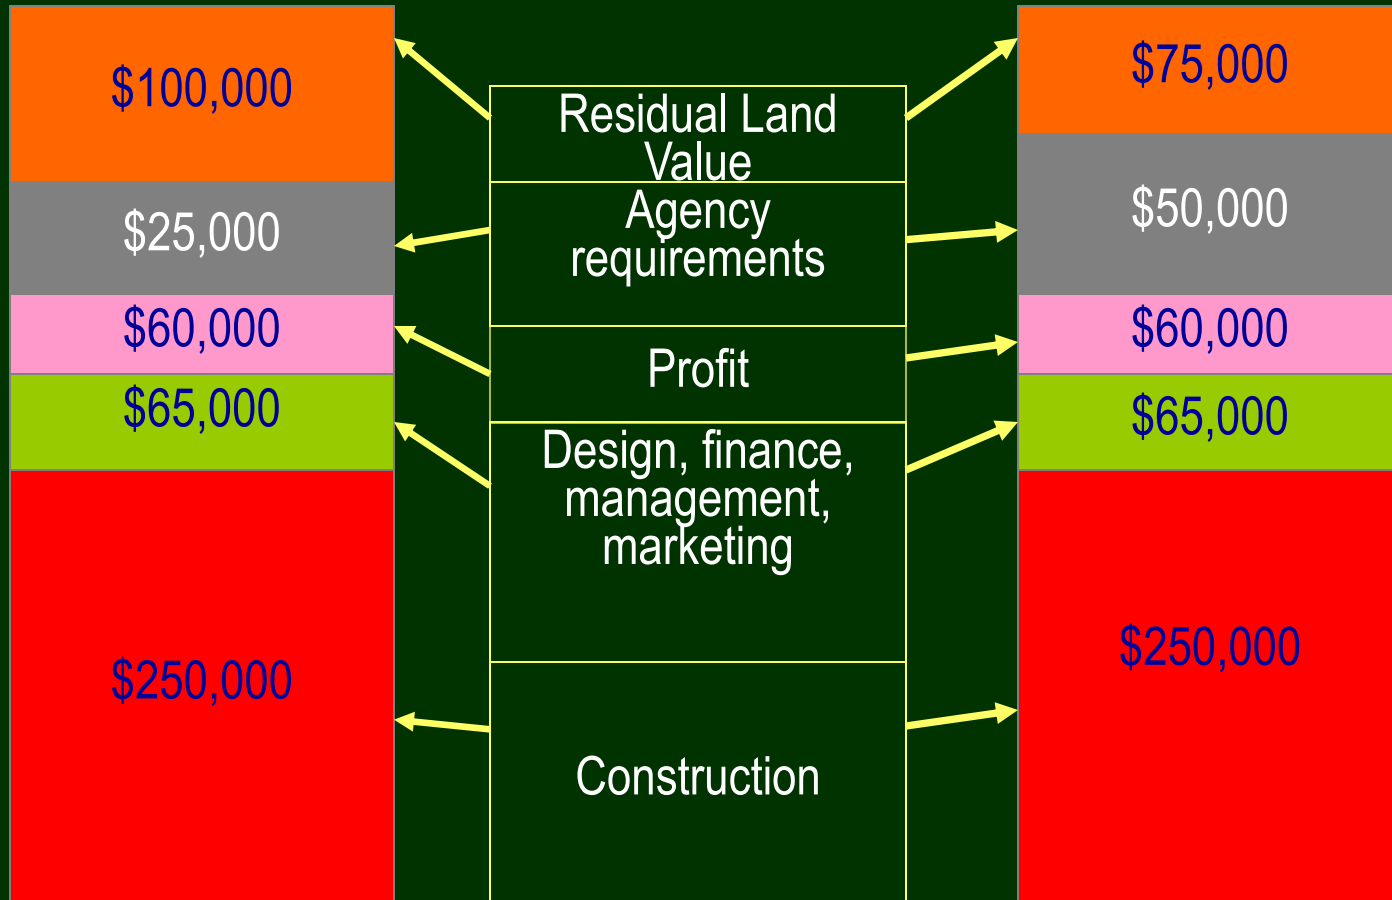 $100,000
$25,000
$60,000
$65,000
$250,000
Residual Land
Value
Agency
requirements
Profit
Design, finance,
management,
marketing
Construction
$75,000
$50,000
$60,000
$65,000
$250,000